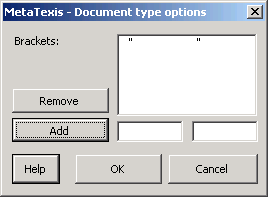 MetaTexis - Document type options
Brackets:
" "
Remove
Add
Help OK Cancel